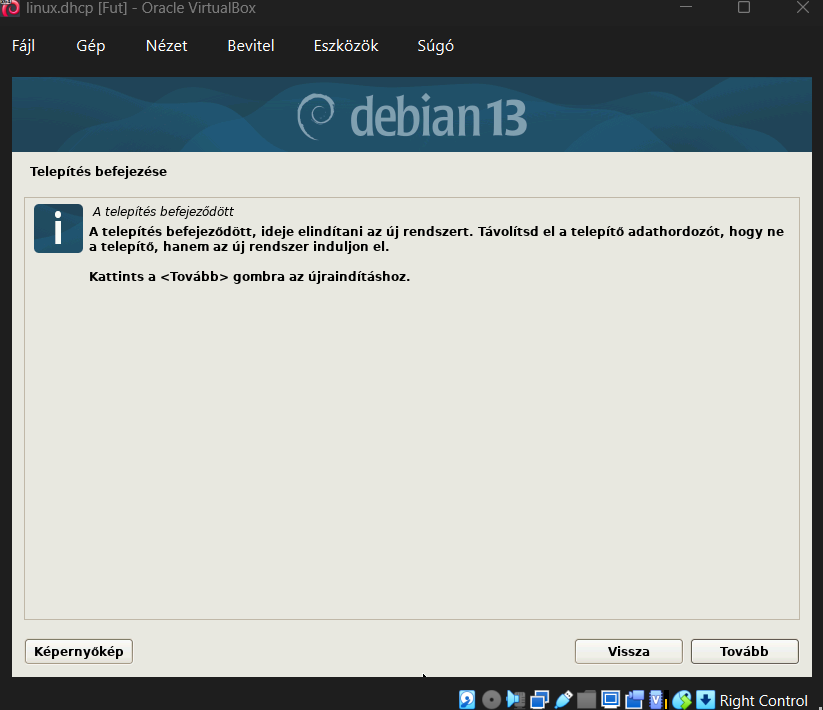 linux.dhcp [Fut] - Oracle VirtualBox
Fájl Gép Nézet Bevitel Eszközök Súgó
debian 13
Telepítés befejezése
A telepítés befejeződött
A telepítés befejeződött, ideje elindítani az új rendszert. Távolítsd el a telepítő adathordozót, hogy ne
a telepítő, hanem az új rendszer induljon el.
Kattints a <Tovább> gombra az újraindításhoz.
Képernyőkép Vissza Tovább
Right Control